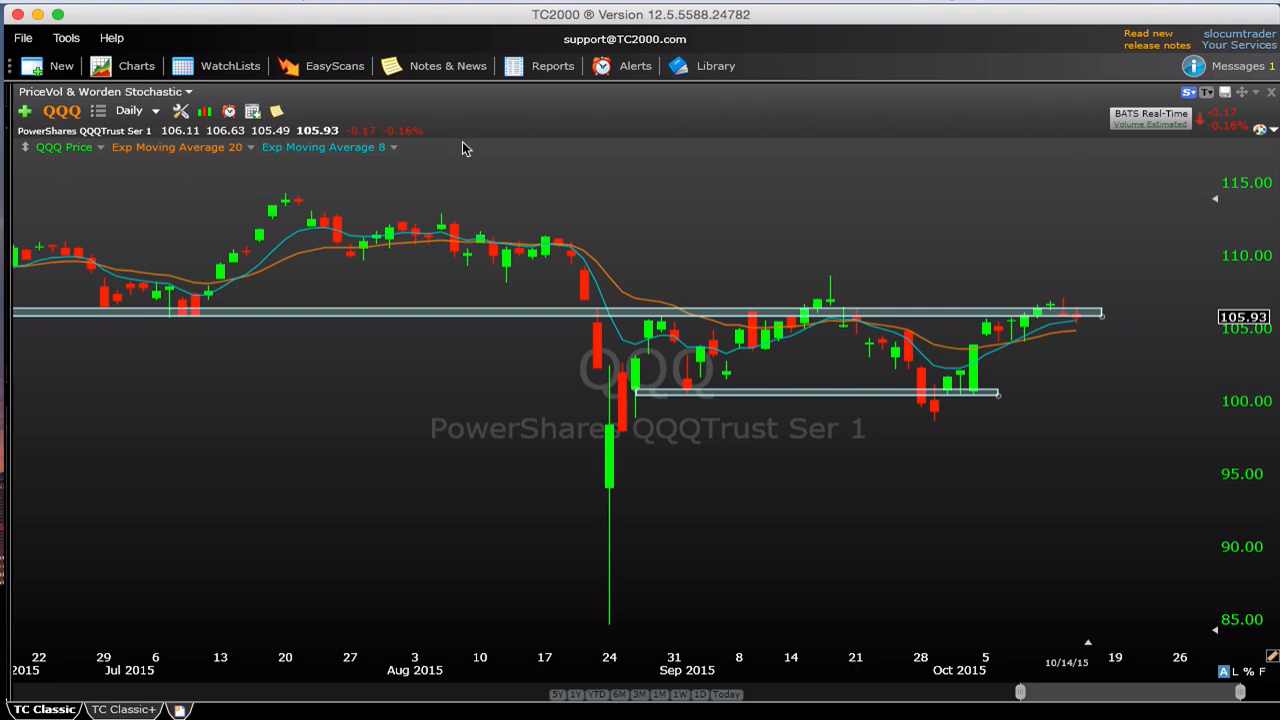 TC2000 ® Version 12.5.5588.24782
File Tools Help
support@TC2000.com
Read new release notes
slocumtrader
Your Services
New Charts WatchLists EasyScans Notes & News Reports Alerts Library
Messages 1
PriceVol & Worden Stochastic
S T
QQQ Daily
BATS Real-Time
Volume Estimated
-0.17
-0.16%
PowerShares QQQTrust Ser 1 106.11 106.63 105.49 105.93 -0.17 -0.16%
QQQ Price Exp Moving Average 20 Exp Moving Average 8
115.00
110.00
105.93
105.00
100.00
95.00
90.00
85.00
QQQ
PowerShares QQQTrust Ser 1
22 29 6 13 20 27 3 10 17 24 31 8 14 21 28 5 19 26
2015 Jul 2015 Aug 2015 Sep 2015 Oct 2015 10/14/15
A L % F
5Y 1Y YTD 6M 3M 1M 1W 1D Today
TC Classic TC Classic+